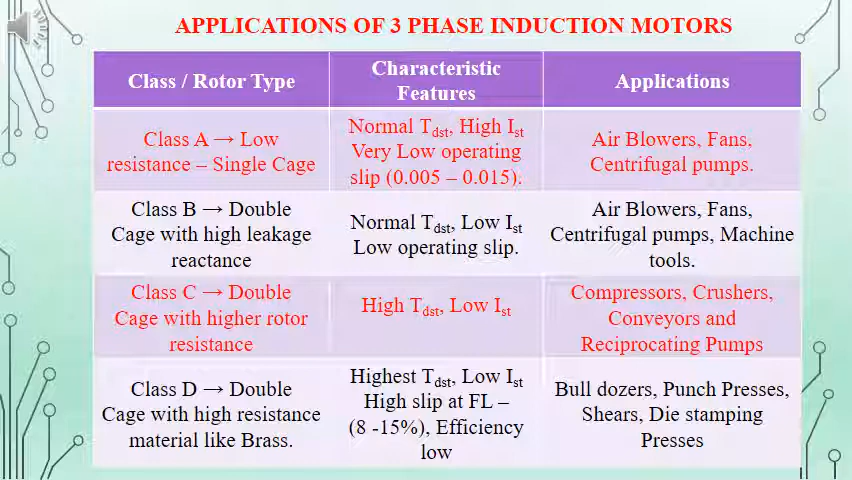 APPLICATIONS OF 3 PHASE INDUCTION MOTORS
Class / Rotor Type
Characteristic
Features
Applications
Class A → Low
resistance – Single Cage
Normal Tdst, High Ist
Very Low operating
slip (0.005 – 0.015).
Air Blowers, Fans,
Centrifugal pumps.
Class B → Double
Cage with high leakage
reactance
Normal Tdst, Low Ist
Low operating slip.
Air Blowers, Fans,
Centrifugal pumps, Machine
tools.
Class C → Double
Cage with higher rotor
resistance
High Tdst, Low Ist
Compressors, Crushers,
Conveyors and
Reciprocating Pumps
Class D → Double
Cage with high resistance
material like Brass.
Highest Tdst, Low Ist
High slip at FL –
(8 -15%), Efficiency
low
Bull dozers, Punch Presses,
Shears, Die stamping
Presses